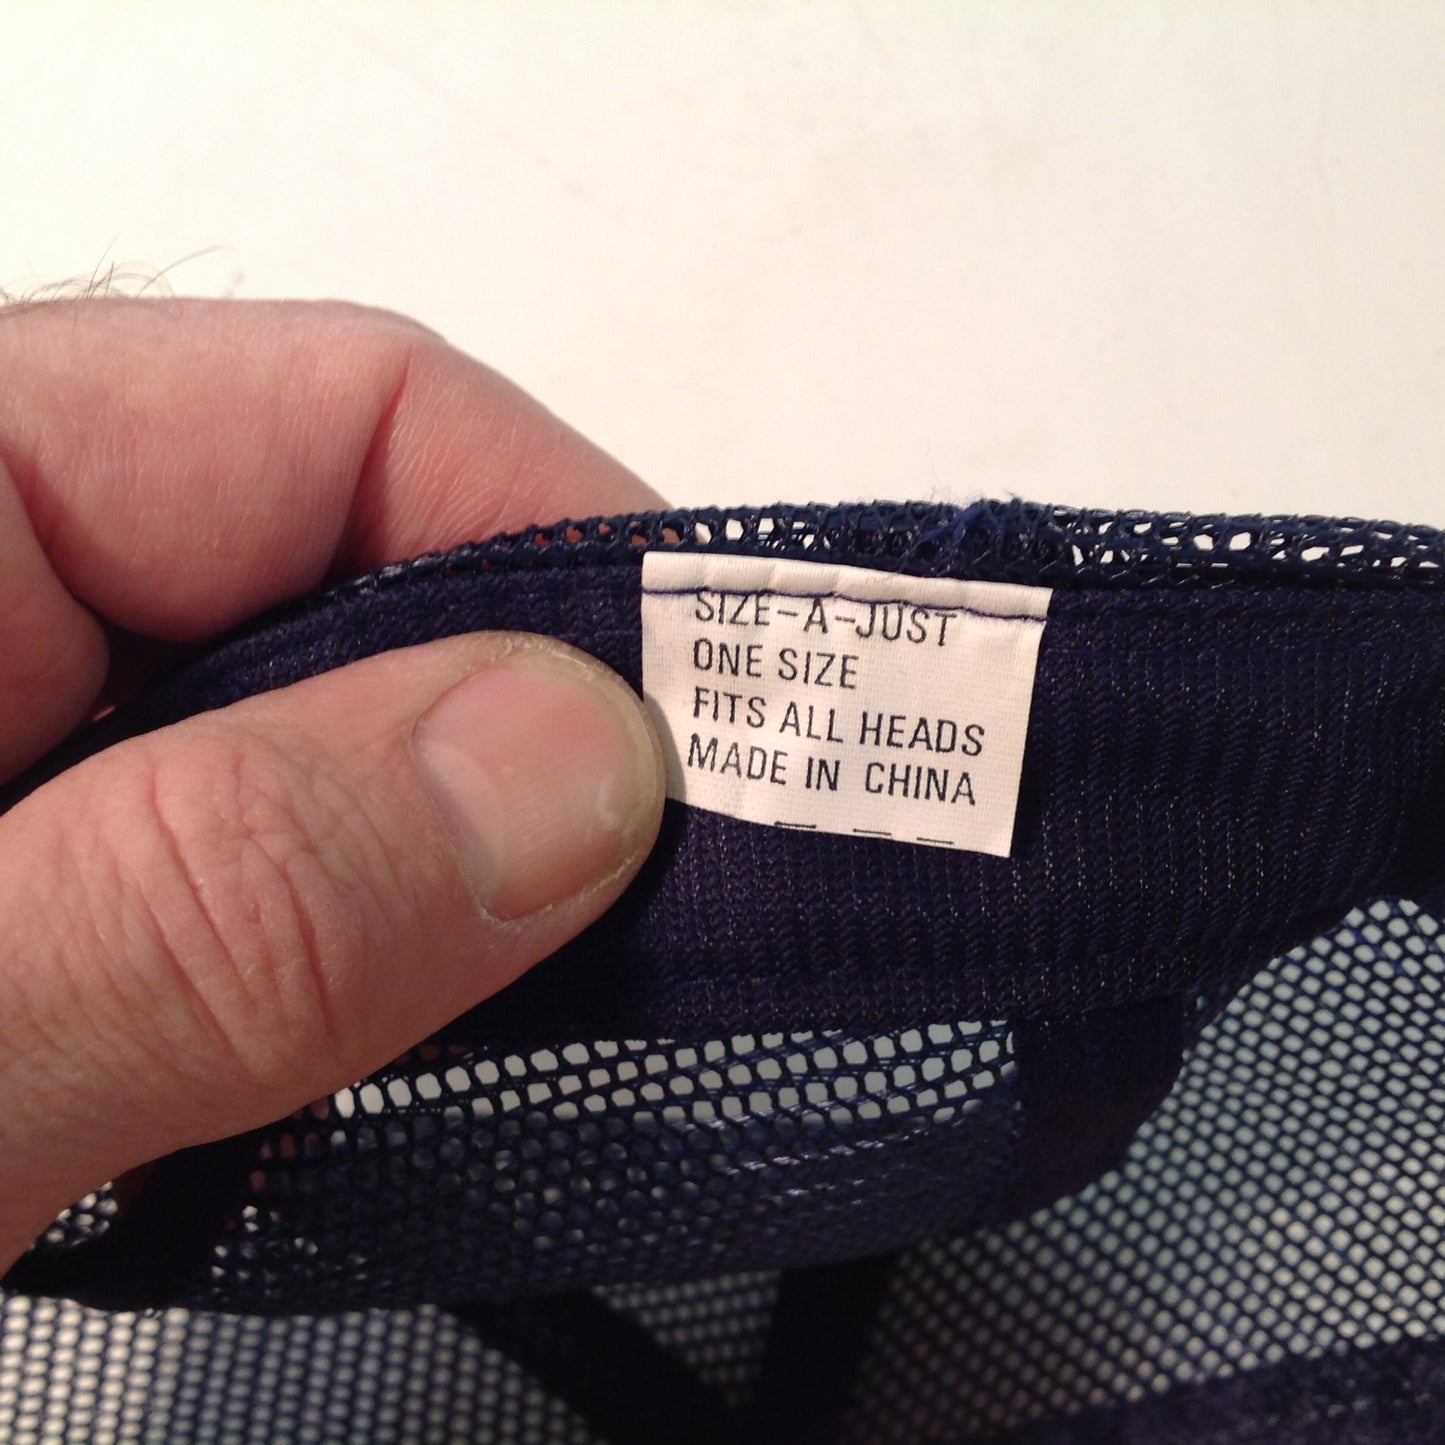 SIZE-A-JUST
ONE SIZE
FITS ALL HEADS
MADE IN CHINA